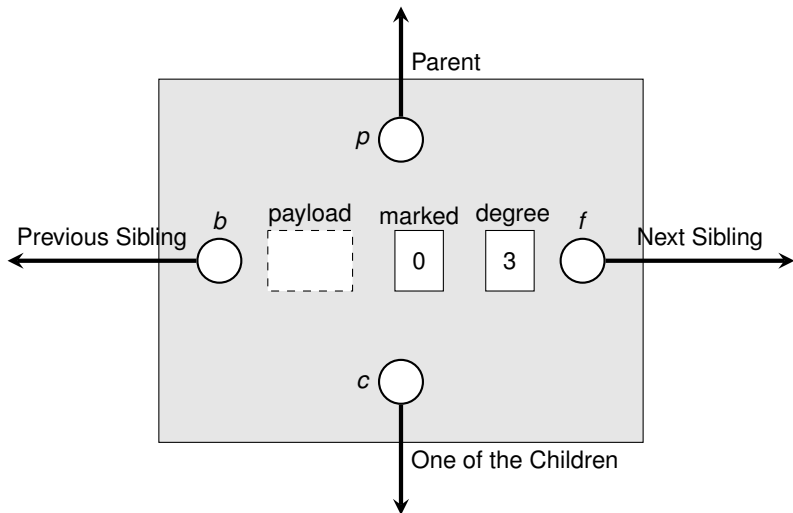 Parent
p
b
payload
marked
degree
f
Previous Sibling
0
3
Next Sibling
c
One of the Children